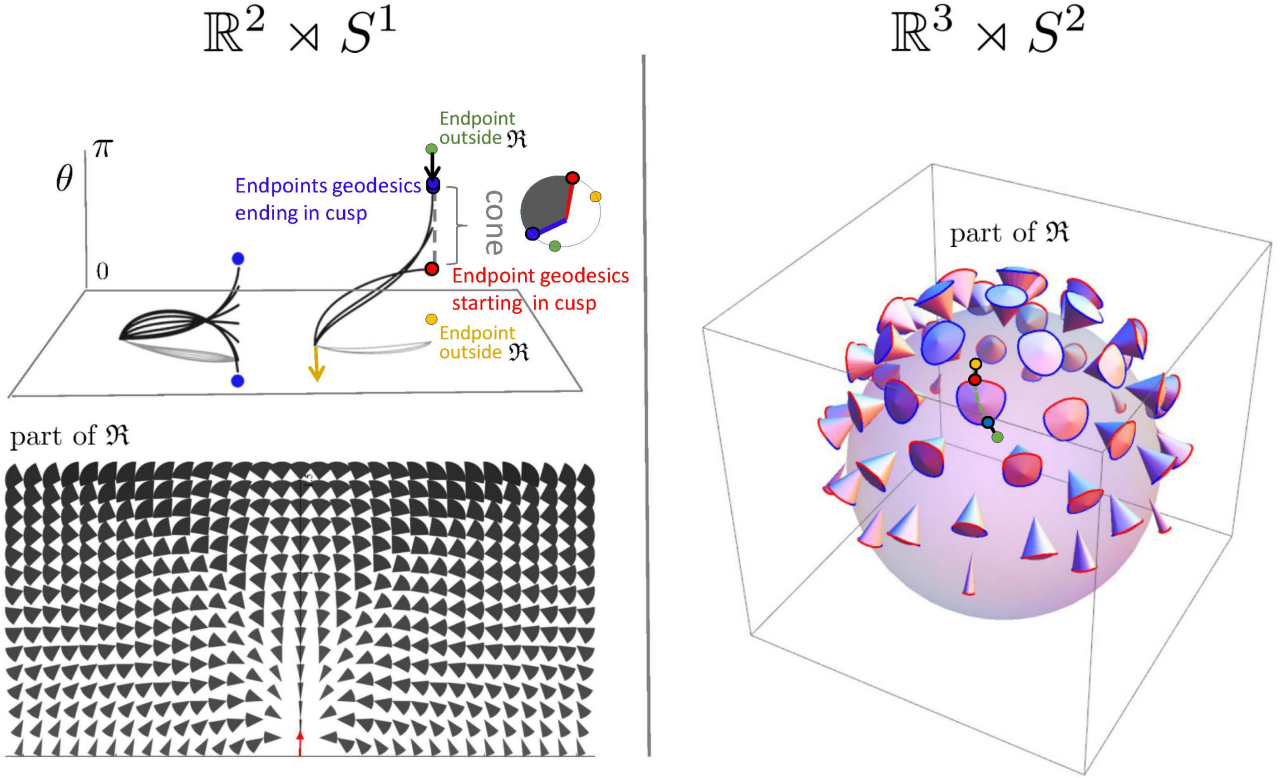 ℝ² ⋊ S¹
ℝ³ ⋊ S²
Endpoint
outside ℜ
π
θ
0
Endpoints geodesics
ending in cusp
cone
Endpoint geodesics
starting in cusp
Endpoint
outside ℜ
part of ℜ
part of ℜ